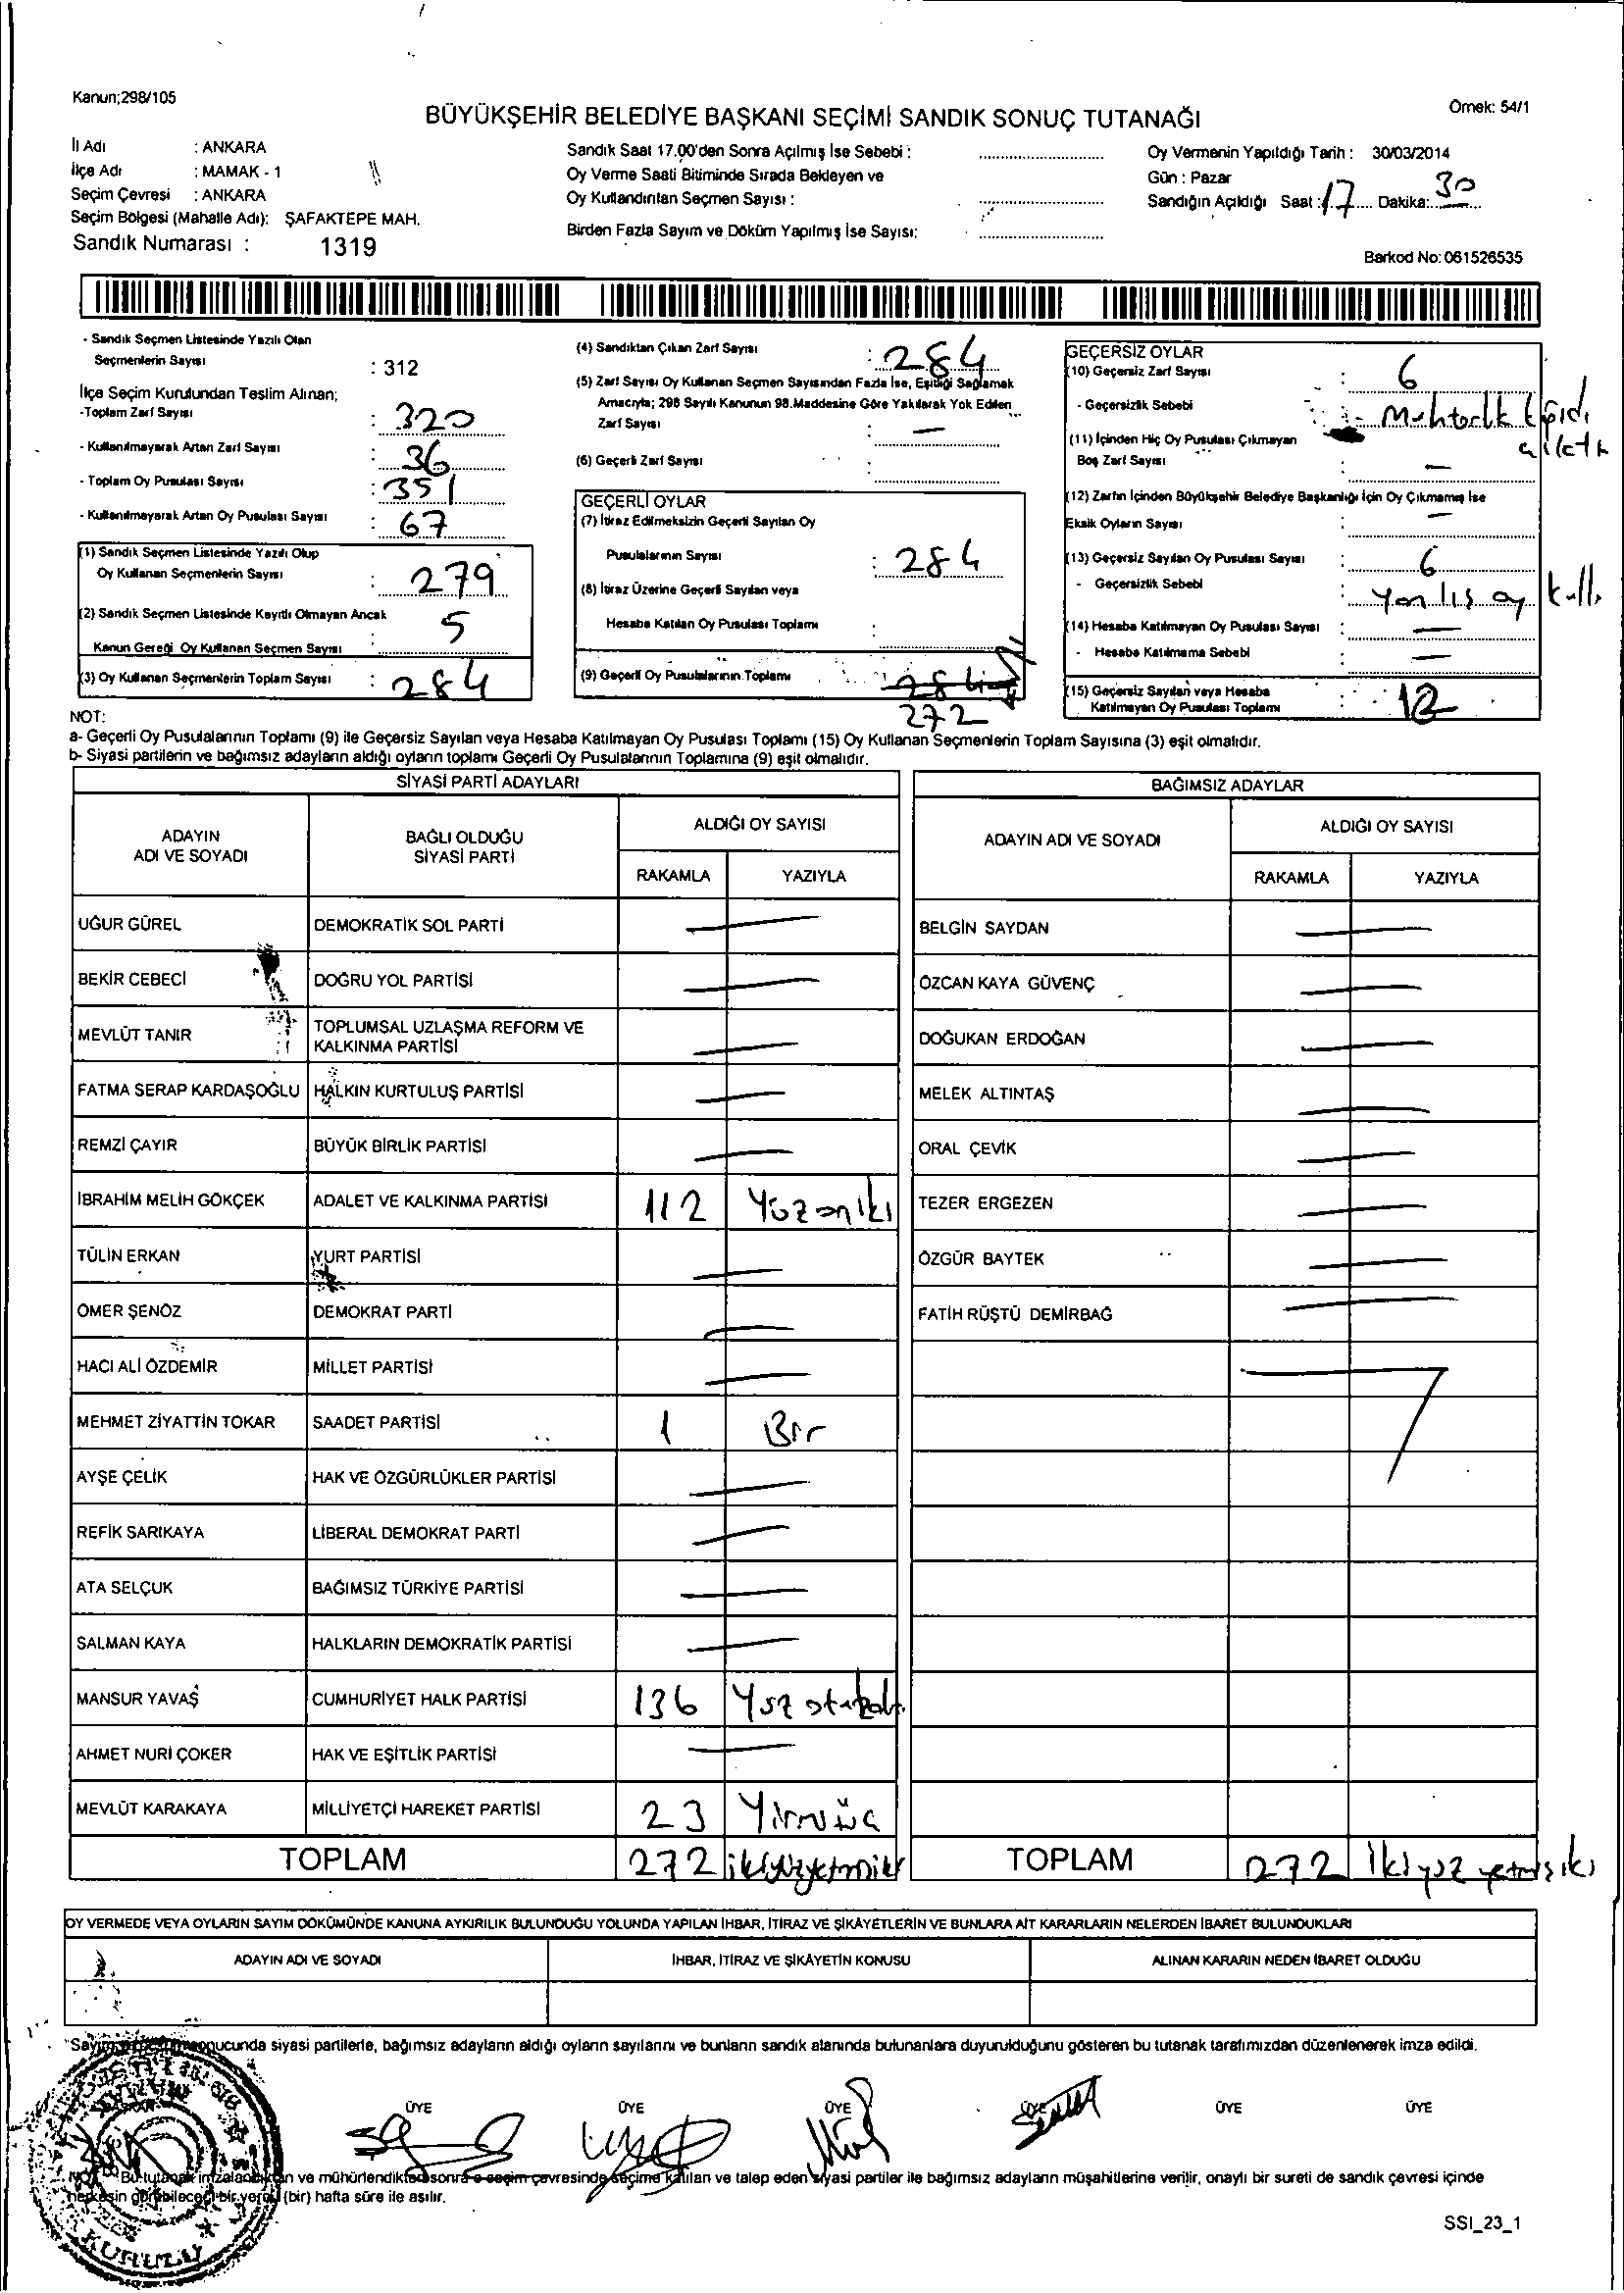 Kanun;298/105
Örnek: 54/1
BÜYÜKŞEHİR BELEDİYE BAŞKANI SEÇİMİ SANDIK SONUÇ TUTANAĞI
İl Adı : ANKARA
İlçe Adı : MAMAK - 1
Seçim Çevresi : ANKARA
Seçim Bölgesi (Mahalle Adı): ŞAFAKTEPE MAH.
Sandık Numarası : 1319
Sandık Saat 17.00'den Sonra Açılmış İse Sebebi :
Oy Verme Saati Bitiminde Sırada Bekleyen ve
Oy Kullandırılan Seçmen Sayısı :
Birden Fazla Sayım ve Döküm Yapılmış İse Sayısı:
Oy Vermenin Yapıldığı Tarih : 30/03/2014
Gün : Pazar
Sandığın Açıldığı Saat : 17 Dakika: 30
Barkod No: 061526535
- Sandık Seçmen Listesinde Yazılı Olan
Seçmenlerin Sayısı : 312
İlçe Seçim Kurulundan Teslim Alınan;
-Toplam Zarf Sayısı : 320
- Kullanılmayarak Artan Zarf Sayısı : 36
- Toplam Oy Pusulası Sayısı : 351
- Kullanılmayarak Artan Oy Pusulası Sayısı : 67
(1) Sandık Seçmen Listesinde Yazılı Olup
Oy Kullanan Seçmenlerin Sayısı : 279
(2) Sandık Seçmen Listesinde Kayıtlı Olmayan Ancak
Kanun Gereği Oy Kullanan Seçmen Sayısı : 5
(3) Oy Kullanan Seçmenlerin Toplam Sayısı : 284
(4) Sandıktan Çıkan Zarf Sayısı : 284
(5) Zarf Sayısı Oy Kullanan Seçmen Sayısından Fazla İse, Eşitliği Sağlamak
Amacıyla; 298 Sayılı Kanunun 98.Maddesine Göre Yakılarak Yok Edilen
Zarf Sayısı : —
(6) Geçerli Zarf Sayısı :
GEÇERLİ OYLAR
(7) İtiraz Edilmeksizin Geçerli Sayılan Oy
Pusulalarının Sayısı : 284
(8) İtiraz Üzerine Geçerli Sayılan veya
Hesaba Katılan Oy Pusulası Toplamı :
(9) Geçerli Oy Pusulalarının Toplamı : 284
272
GEÇERSİZ OYLAR
(10) Geçersiz Zarf Sayısı : 6
- Geçersizlik Sebebi : Muhtarlık
(11) İçinden Hiç Oy Pusulası Çıkmayan
Boş Zarf Sayısı : —
(12) Zarfın İçinden Büyükşehir Belediye Başkanlığı İçin Oy Çıkmamış İse
Eksik Oyların Sayısı : —
(13) Geçersiz Sayılan Oy Pusulası Sayısı : 6
- Geçersizlik Sebebi : Yanlış oy kull.
(14) Hesaba Katılmayan Oy Pusulası Sayısı : —
- Hesaba Katılmama Sebebi : —
(15) Geçersiz Sayılan veya Hesaba
Katılmayan Oy Pusulası Toplamı : 12
NOT:
a- Geçerli Oy Pusulalarının Toplamı (9) ile Geçersiz Sayılan veya Hesaba Katılmayan Oy Pusulası Toplamı (15) Oy Kullanan Seçmenlerin Toplam Sayısına (3) eşit olmalıdır.
b- Siyasi partilerin ve bağımsız adayların aldığı oyların toplamı Geçerli Oy Pusulalarının Toplamına (9) eşit olmalıdır.
SİYASİ PARTİ ADAYLARI
ADAYIN ADI VE SOYADI
BAĞLI OLDUĞU SİYASİ PARTİ
ALDIĞI OY SAYISI
RAKAMLA YAZIYLA
UĞUR GÜREL DEMOKRATİK SOL PARTİ —
BEKİR CEBECİ DOĞRU YOL PARTİSİ —
MEVLÜT TANIR TOPLUMSAL UZLAŞMA REFORM VE KALKINMA PARTİSİ —
FATMA SERAP KARDAŞOĞLU HALKIN KURTULUŞ PARTİSİ —
REMZİ ÇAYIR BÜYÜK BİRLİK PARTİSİ —
İBRAHİM MELİH GÖKÇEK ADALET VE KALKINMA PARTİSİ 112 Yüzoniki
TÜLİN ERKAN YURT PARTİSİ —
ÖMER ŞENÖZ DEMOKRAT PARTİ —
HACI ALİ ÖZDEMİR MİLLET PARTİSİ —
MEHMET ZİYATTİN TOKAR SAADET PARTİSİ 1 Bir
AYŞE ÇELİK HAK VE ÖZGÜRLÜKLER PARTİSİ —
REFİK SARIKAYA LİBERAL DEMOKRAT PARTİ —
ATA SELÇUK BAĞIMSIZ TÜRKİYE PARTİSİ —
SALMAN KAYA HALKLARIN DEMOKRATİK PARTİSİ —
MANSUR YAVAŞ CUMHURİYET HALK PARTİSİ 136 Yüz otuzaltı
AHMET NURİ ÇOKER HAK VE EŞİTLİK PARTİSİ —
MEVLÜT KARAKAYA MİLLİYETÇİ HAREKET PARTİSİ 23 Yirmiüç
TOPLAM 272 ikiyüzyetmişiki
BAĞIMSIZ ADAYLAR
ADAYIN ADI VE SOYADI
ALDIĞI OY SAYISI
RAKAMLA YAZIYLA
BELGİN SAYDAN —
ÖZCAN KAYA GÜVENÇ —
DOĞUKAN ERDOĞAN —
MELEK ALTINTAŞ —
ORAL ÇEVİK —
TEZER ERGEZEN —
ÖZGÜR BAYTEK —
FATİH RÜŞTÜ DEMİRBAĞ —
TOPLAM 272 İkiyüz yetmişiki
OY VERMEDE VEYA OYLARIN SAYIM DÖKÜMÜNDE KANUNA AYKIRILIK BULUNDUĞU YOLUNDA YAPILAN İHBAR, İTİRAZ VE ŞİKÂYETLERİN VE BUNLARA AİT KARARLARIN NELERDEN İBARET BULUNDUKLARI
ADAYIN ADI VE SOYADI
İHBAR, İTİRAZ VE ŞİKÂYETİN KONUSU
ALINAN KARARIN NEDEN İBARET OLDUĞU
sonucunda siyasi partilerle, bağımsız adayların aldığı oyların sayılarını ve bunların sandık alanında bulunanlara duyurulduğunu gösteren bu tutanak tarafımızdan düzenlenerek imza edildi.
ÜYE ÜYE ÜYE ÜYE ÜYE ÜYE
NOT: Bu tutanak imzalandıktan ve mühürlendikten sonra o seçim çevresinde seçime katılan ve talep eden siyasi partiler ile bağımsız adayların müşahitlerine verilir, onaylı bir sureti de sandık çevresi içinde
herkesin görebileceği bir yere (bir) hafta süre ile asılır.
KURULU
SSI_23_1